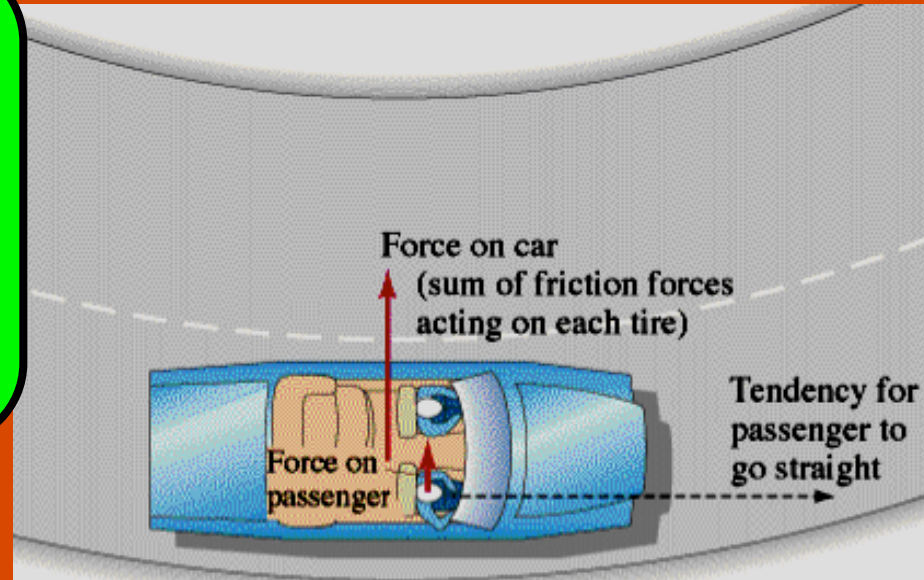 Force on car
(sum of friction forces
acting on each tire)
Tendency for
passenger to
go straight
Force on
passenger